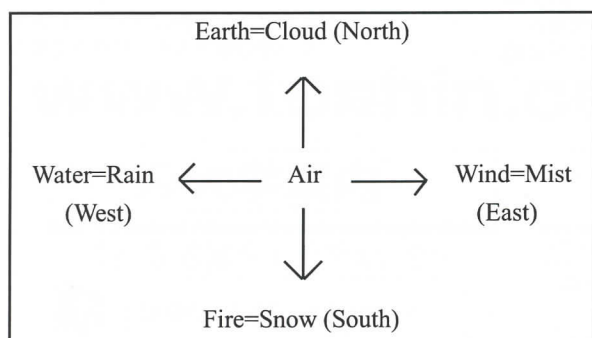 Earth=Cloud (North)
Water=Rain
(West)
Air
Wind=Mist
(East)
Fire=Snow (South)